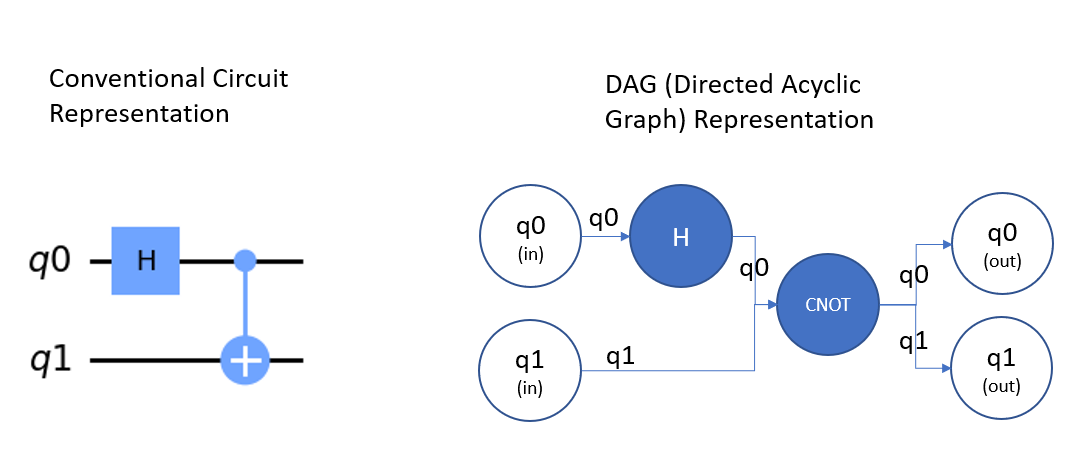 Conventional Circuit
Representation
DAG (Directed Acyclic
Graph) Representation
q0
H
q1
q0
(in)
q0
H
q0
q1
(in)
q1
CNOT
q0
q1
q0
(out)
q1
(out)